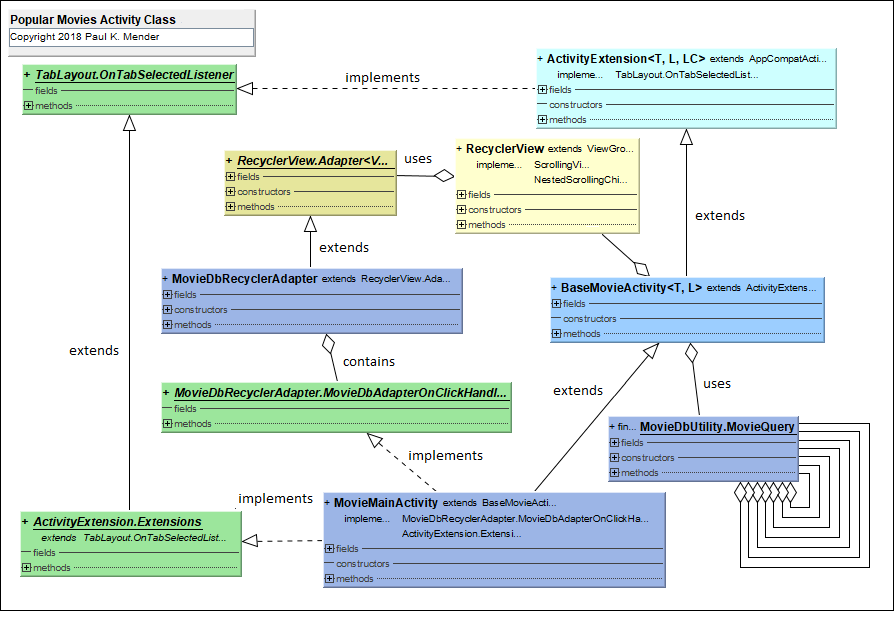 Popular Movies Activity Class
Copyright 2018 Paul K. Mender
+ TabLayout.OnTabSelectedListener
fields
methods
implements
+ ActivityExtension<T, L, LC> extends AppCompatActi...
impleme... TabLayout.OnTabSelectedList...
fields
constructors
methods
+ RecyclerView.Adapter<V...
fields
constructors
methods
uses
+ RecyclerView extends ViewGro...
impleme... ScrollingVi...
NestedScrollingChi...
fields
constructors
methods
extends
extends
+ MovieDbRecyclerAdapter extends RecyclerView.Ada...
fields
constructors
methods
+ BaseMovieActivity<T, L> extends ActivityExtens...
fields
constructors
methods
extends
contains
+ MovieDbRecyclerAdapter.MovieDbAdapterOnClickHandl...
fields
methods
extends
uses
+ fin... MovieDbUtility.MovieQuery
fields
constructors
methods
implements
implements
+ MovieMainActivity extends BaseMovieActi...
impleme... MovieDbRecyclerAdapter.MovieDbAdapterOnClickHa...
ActivityExtension.Extensi...
fields
constructors
methods
+ ActivityExtension.Extensions
extends TabLayout.OnTabSelectedList...
fields
methods